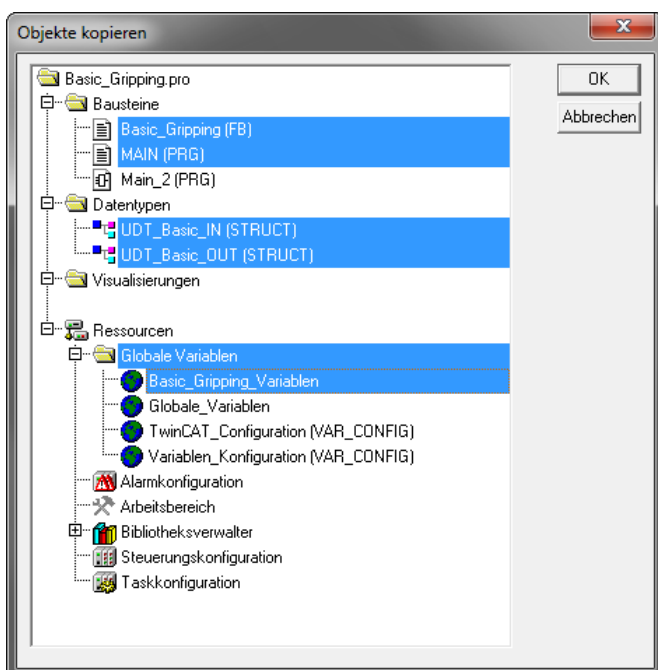 Objekte kopieren
Basic_Gripping.pro
OK
Bausteine
Abbrechen
Basic_Gripping (FB)
MAIN (PRG)
Main_2 (PRG)
Datentypen
UDT_Basic_IN (STRUCT)
UDT_Basic_OUT (STRUCT)
Visualisierungen
Ressourcen
Globale Variablen
Basic_Gripping_Variablen
Globale_Variablen
TwinCAT_Configuration (VAR_CONFIG)
Variablen_Konfiguration (VAR_CONFIG)
Alarmkonfiguration
Arbeitsbereich
Bibliotheksverwalter
Steuerungskonfiguration
Taskkonfiguration